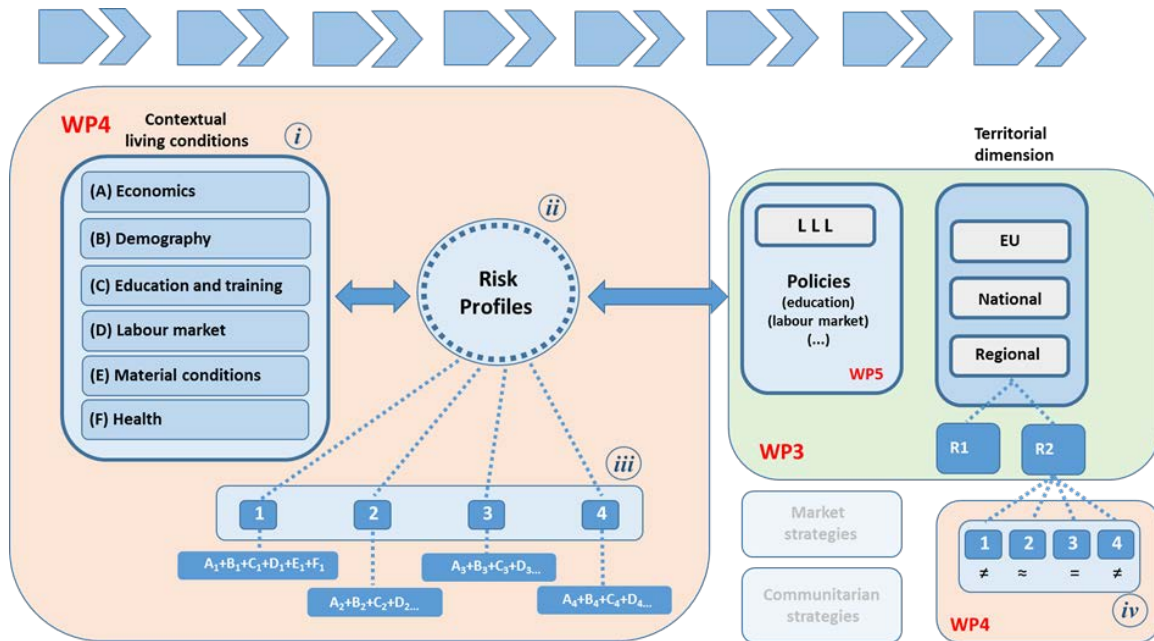 WP4
Contextual
living conditions
i
(A) Economics
(B) Demography
(C) Education and training
(D) Labour market
(E) Material conditions
(F) Health
ii
Risk
Profiles
iii
1
2
3
4
A₁+B₁+C₁+D₁+E₁+F₁
A₂+B₂+C₂+D₂...
A₃+B₃+C₃+D₃...
A₄+B₄+C₄+D₄...
Territorial
dimension
L L L
Policies
(education)
(labour market)
(...)
WP5
EU
National
Regional
WP3
R1
R2
Market
strategies
Communitarian
strategies
1
2
3
4
≠
≈
=
≠
WP4
iv